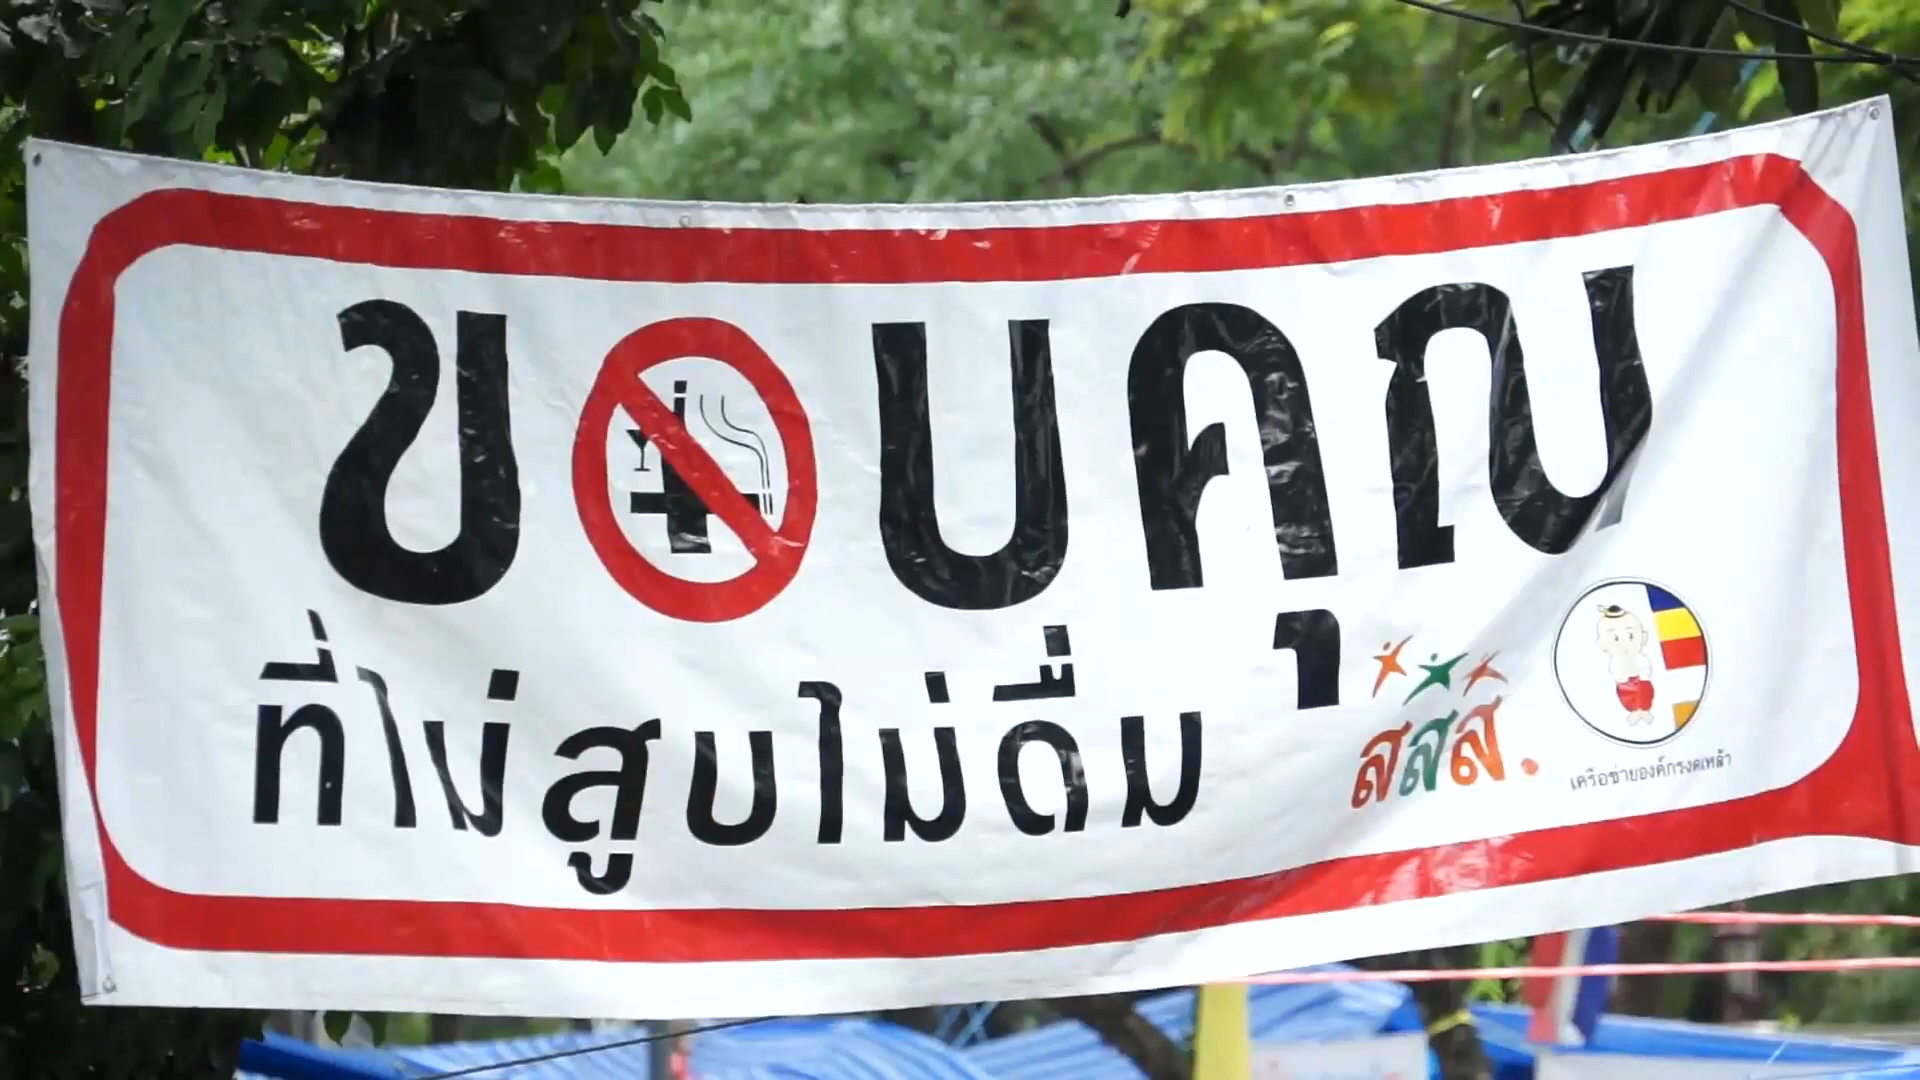 ขอบคุณ
ที่ไม่สูบไม่ดื่ม
สสส.
เครือข่ายองค์กรงดเหล้า